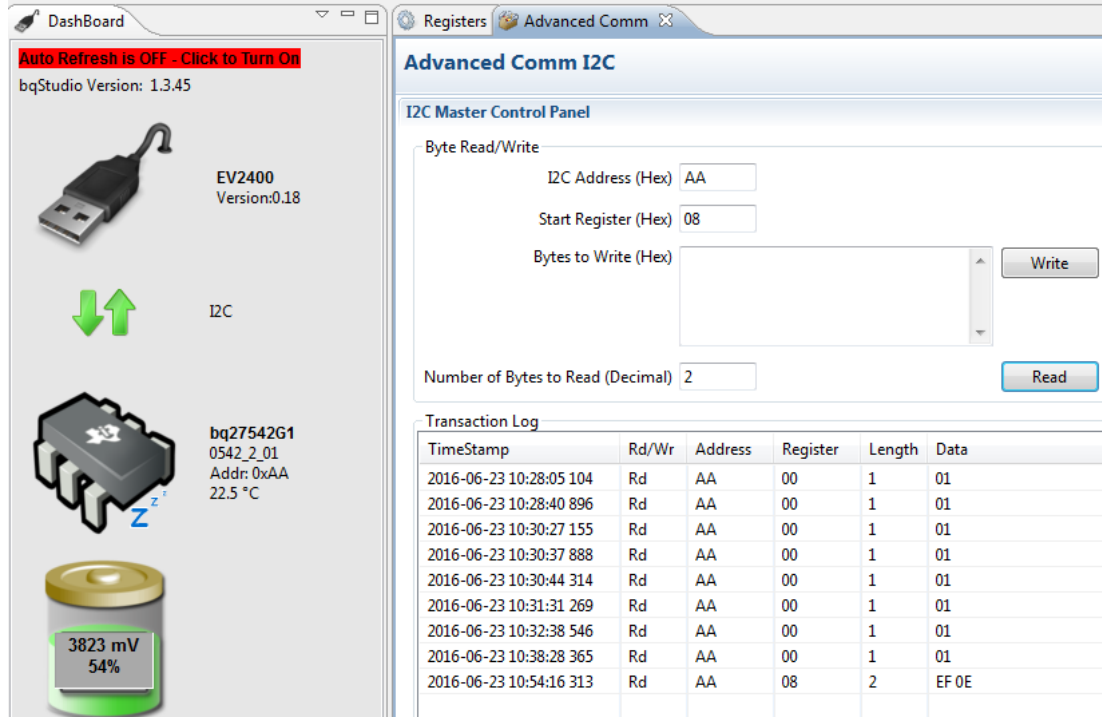 DashBoard
Auto Refresh is OFF - Click to Turn On
bqStudio Version: 1.3.45
EV2400
Version:0.18
I2C
bq27542G1
0542_2_01
Addr: 0xAA
22.5 °C
z z z
3823 mV
54%
Registers Advanced Comm
Advanced Comm I2C
I2C Master Control Panel
Byte Read/Write
I2C Address (Hex) AA
Start Register (Hex) 08
Bytes to Write (Hex) Write
Number of Bytes to Read (Decimal) 2 Read
Transaction Log
TimeStamp Rd/Wr Address Register Length Data
2016-06-23 10:28:05 104 Rd AA 00 1 01
2016-06-23 10:28:40 896 Rd AA 00 1 01
2016-06-23 10:30:27 155 Rd AA 00 1 01
2016-06-23 10:30:37 888 Rd AA 00 1 01
2016-06-23 10:30:44 314 Rd AA 00 1 01
2016-06-23 10:31:31 269 Rd AA 00 1 01
2016-06-23 10:32:38 546 Rd AA 00 1 01
2016-06-23 10:38:28 365 Rd AA 00 1 01
2016-06-23 10:54:16 313 Rd AA 08 2 EF 0E